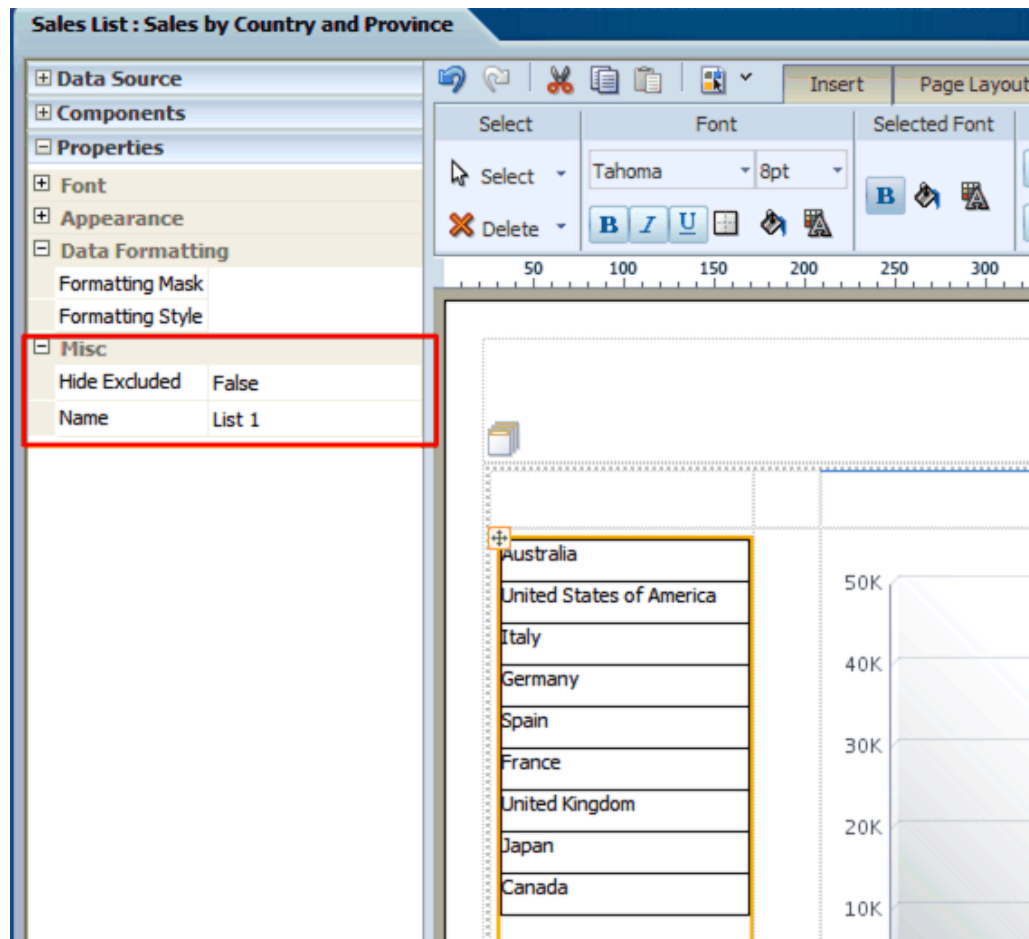 Sales List : Sales by Country and Province
Data Source
Components
Properties
Font
Appearance
Data Formatting
Formatting Mask
Formatting Style
Misc
Hide Excluded False
Name List 1
Insert Page Layout
Select Font Selected Font
Select Tahoma 8pt
B
Delete B I U
50 100 150 200 250 300
Australia
United States of America
Italy
Germany
Spain
France
United Kingdom
Japan
Canada
50K
40K
30K
20K
10K